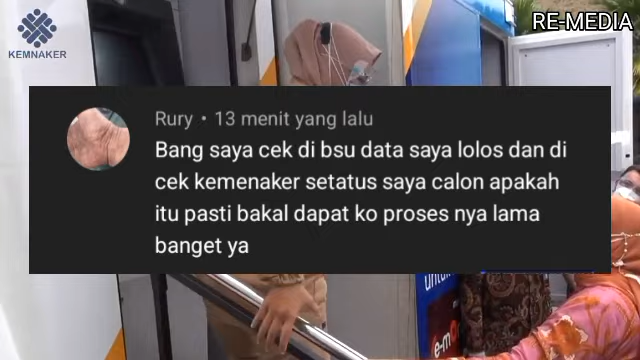 KEMNAKER
RE-MEDIA
Rury • 13 menit yang lalu
Bang saya cek di bsu data saya lolos dan di
cek kemenaker setatus saya calon apakah
itu pasti bakal dapat ko proses nya lama
banget ya
untuk
e-m